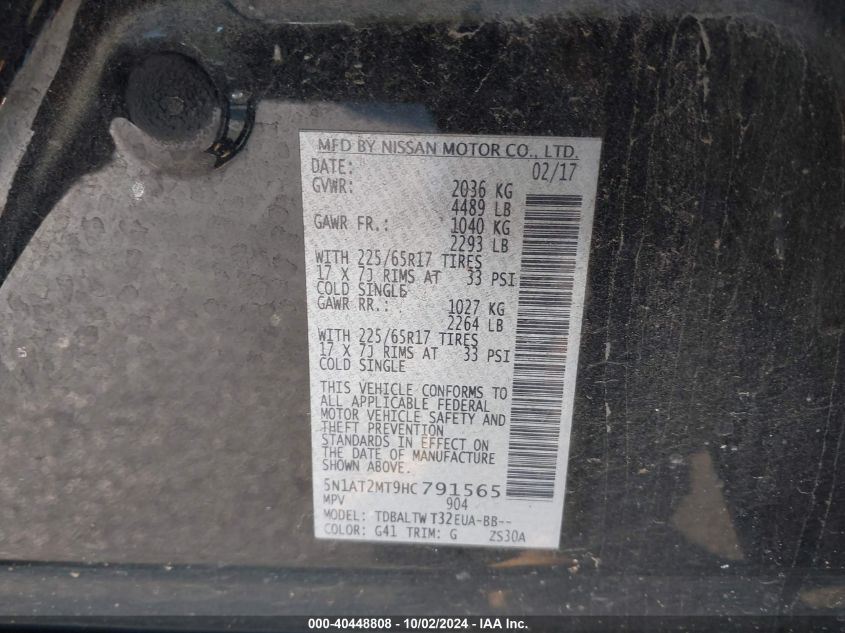 MFD BY NISSAN MOTOR CO., LTD.
DATE: 02/17
GVWR: 2036 KG
4489 LB
GAWR FR.: 1040 KG
2293 LB
WITH 225/65R17 TIRES
17 X 7J RIMS AT 33 PSI
COLD SINGLE
GAWR RR.: 1027 KG
2264 LB
WITH 225/65R17 TIRES
17 X 7J RIMS AT 33 PSI
COLD SINGLE
THIS VEHICLE CONFORMS TO
ALL APPLICABLE FEDERAL
MOTOR VEHICLE SAFETY AND
THEFT PREVENTION
STANDARDS IN EFFECT ON
THE DATE OF MANUFACTURE
SHOWN ABOVE.
5N1AT2MT9HC791565
MPV 904
MODEL: TDBALTW T32EUA-BB--
COLOR: G41 TRIM: G ZS30A
000-40448808 - 10/02/2024 - WWW.IAAI.COM